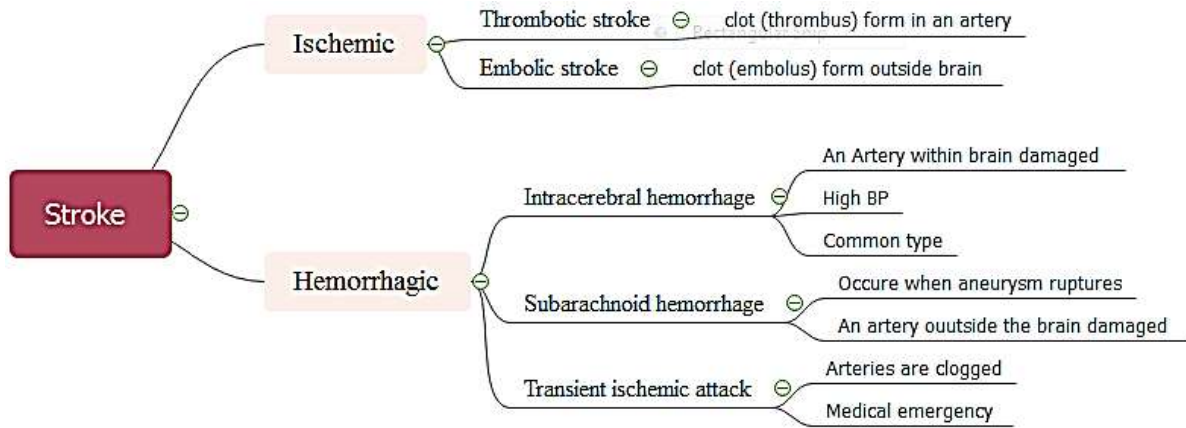 Stroke
Ischemic
Thrombotic stroke
clot (thrombus) form in an artery
Embolic stroke
clot (embolus) form outside brain
Hemorrhagic
Intracerebral hemorrhage
An Artery within brain damaged
High BP
Common type
Subarachnoid hemorrhage
Occure when aneurysm ruptures
An artery ouutside the brain damaged
Transient ischemic attack
Arteries are clogged
Medical emergency